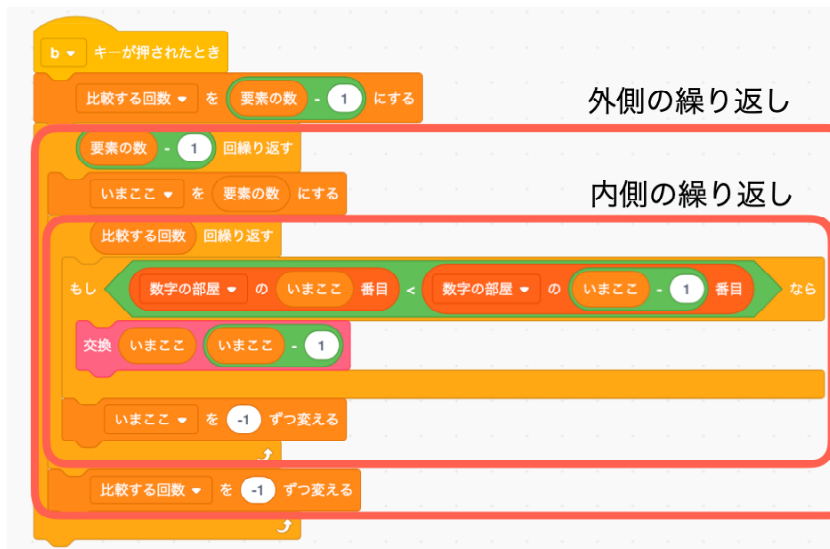 b キーが押されたとき
比較する回数 を 要素の数 - 1 にする
外側の繰り返し
要素の数 - 1 回繰り返す
いまここ を 要素の数 にする
内側の繰り返し
比較する回数 回繰り返す
もし 数字の部屋 の いまここ 番目 < 数字の部屋 の いまここ - 1 番目 なら
交換 いまここ いまここ - 1
いまここ を -1 ずつ変える
比較する回数 を -1 ずつ変える